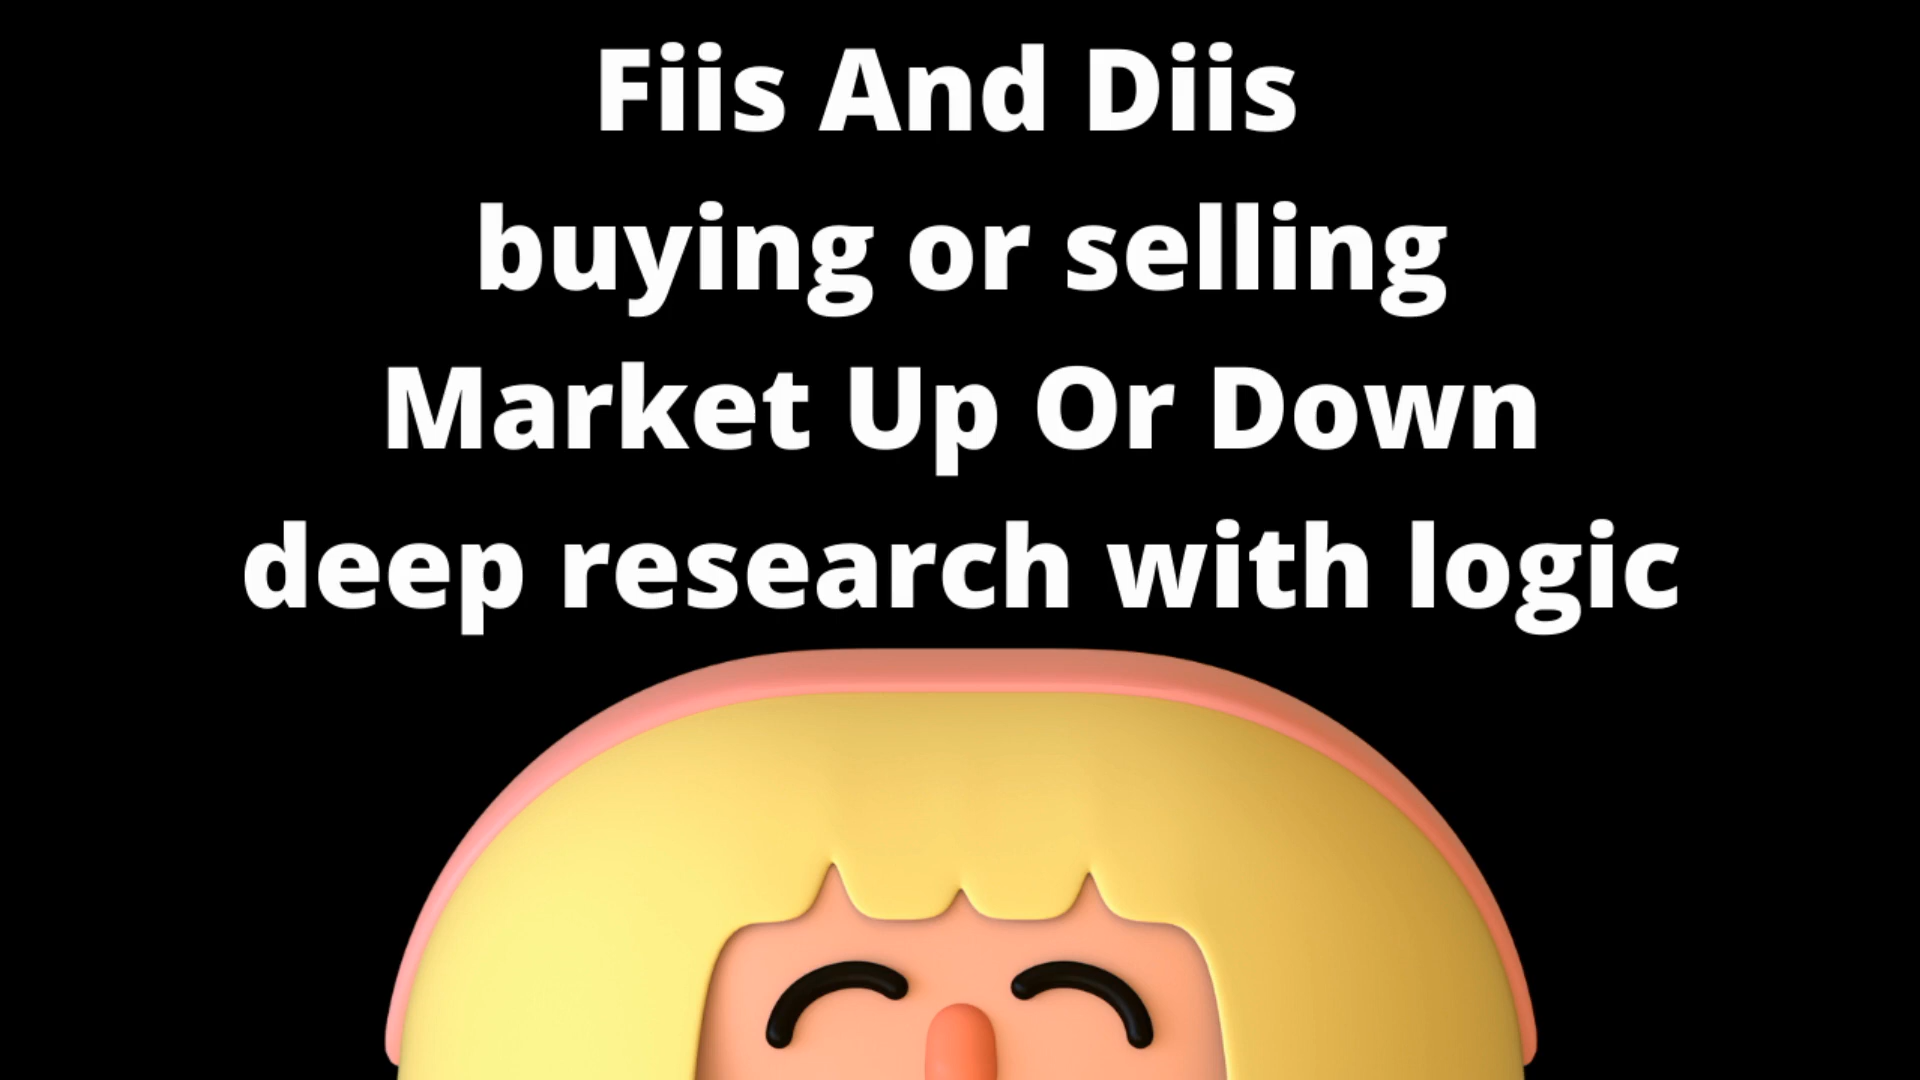 Fiis And Diis
buying or selling
Market Up Or Down
deep research with logic